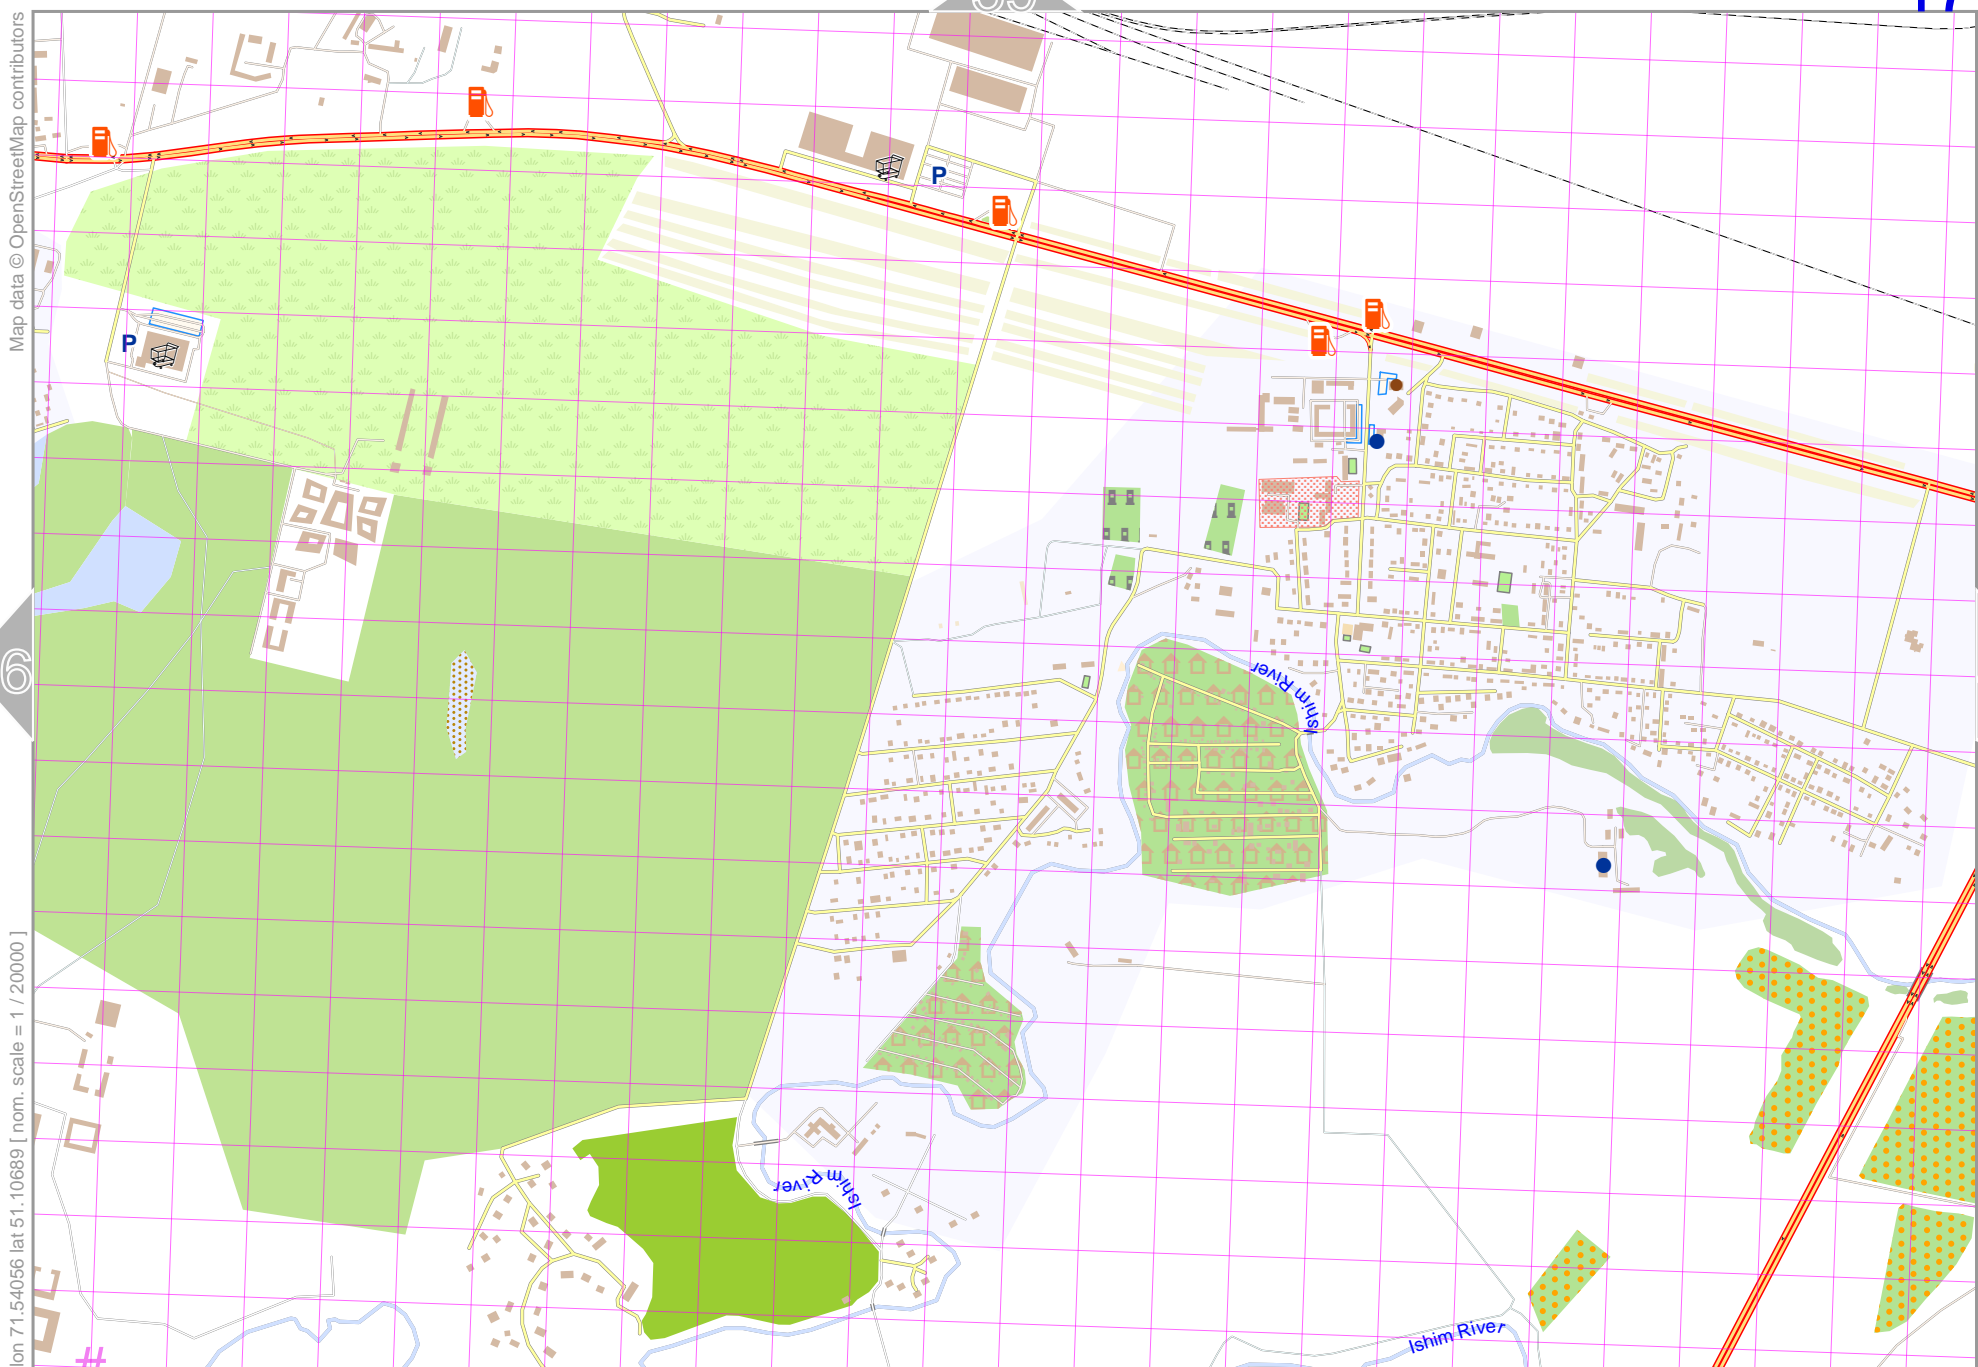 Map data © OpenStreetMap contributors
P
P
6
Ishim River
Ishim River
Ishim River
lon 71.54056 lat 51.10689 [ nom. scale = 1 / 20000 ]
#